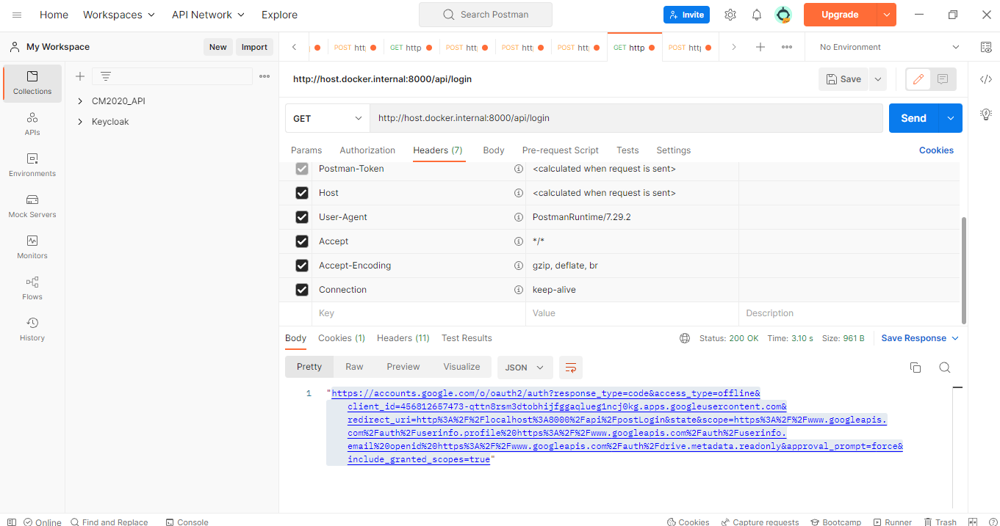 Home Workspaces API Network Explore Search Postman Invite Upgrade
My Workspace New Import
POST htt GET http POST htt POST htt POST htt GET http POST htt No Environment
http://host.docker.internal:8000/api/login Save
Collections
APIs
Environments
Mock Servers
Monitors
Flows
History
CM2020_API
Keycloak
GET http://host.docker.internal:8000/api/login Send
Params Authorization Headers (7) Body Pre-request Script Tests Settings Cookies
Postman-Token <calculated when request is sent>
Host <calculated when request is sent>
User-Agent PostmanRuntime/7.29.2
Accept */*
Accept-Encoding gzip, deflate, br
Connection keep-alive
Key Value Description
Body Cookies (1) Headers (11) Test Results Status: 200 OK Time: 3.10 s Size: 961 B Save Response
Pretty Raw Preview Visualize JSON
1 "https://accounts.google.com/o/oauth2/auth?response_type=code&access_type=offline&
client_id=456812657473-qttn8rsm3dtobhijfggaqlueg1ncj0kg.apps.googleusercontent.com&
redirect_uri=http%3A%2F%2Flocalhost%3A8000%2Fapi%2FpostLogin&state&scope=https%3A%2F%2Fwww.googleapis.
com%2Fauth%2Fuserinfo.profile%20https%3A%2F%2Fwww.googleapis.com%2Fauth%2Fuserinfo.
email%20openid%20https%3A%2F%2Fwww.googleapis.com%2Fauth%2Fdrive.metadata.readonly&approval_prompt=force&
include_granted_scopes=true"
Online Find and Replace Console Cookies Capture requests Bootcamp Runner Trash